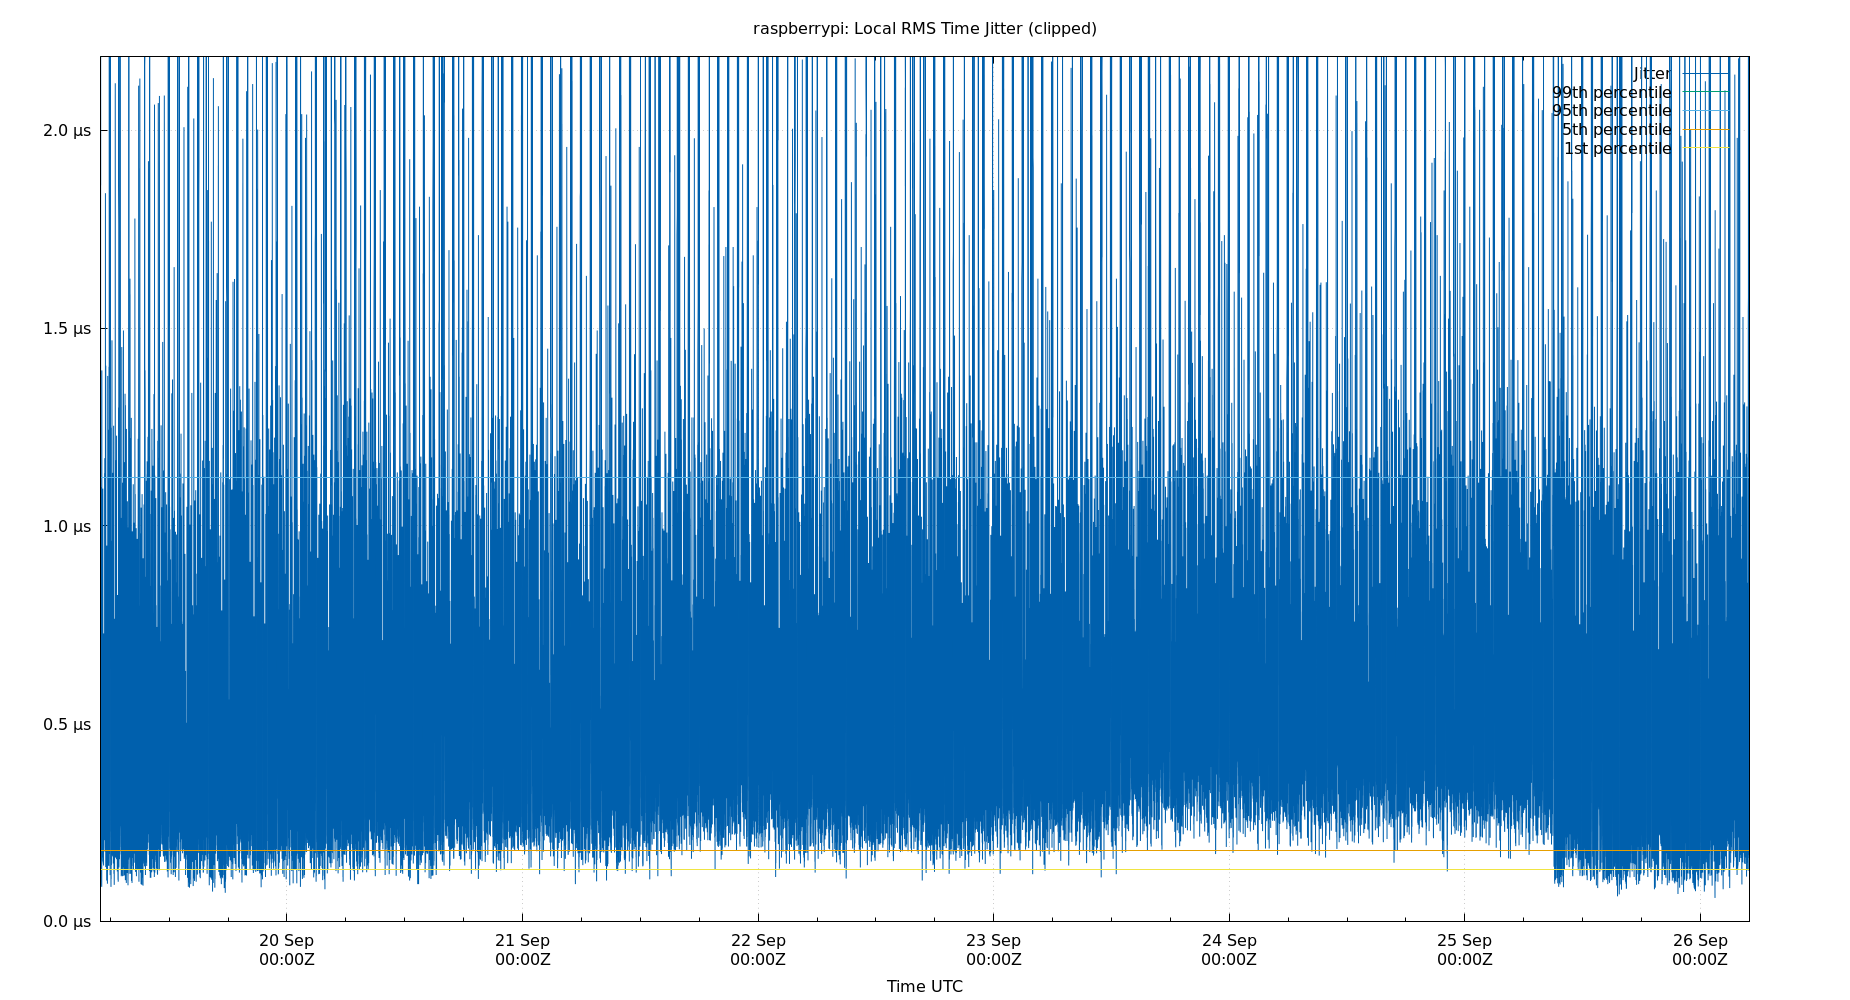 raspberrypi: Local RMS Time Jitter (clipped)
Jitter
99th percentile
95th percentile
5th percentile
1st percentile
2.0 µs
1.5 µs
1.0 µs
0.5 µs
0.0 µs
20 Sep 21 Sep 22 Sep 23 Sep 24 Sep 25 Sep 26 Sep
00:00Z 00:00Z 00:00Z 00:00Z 00:00Z 00:00Z 00:00Z
Time UTC